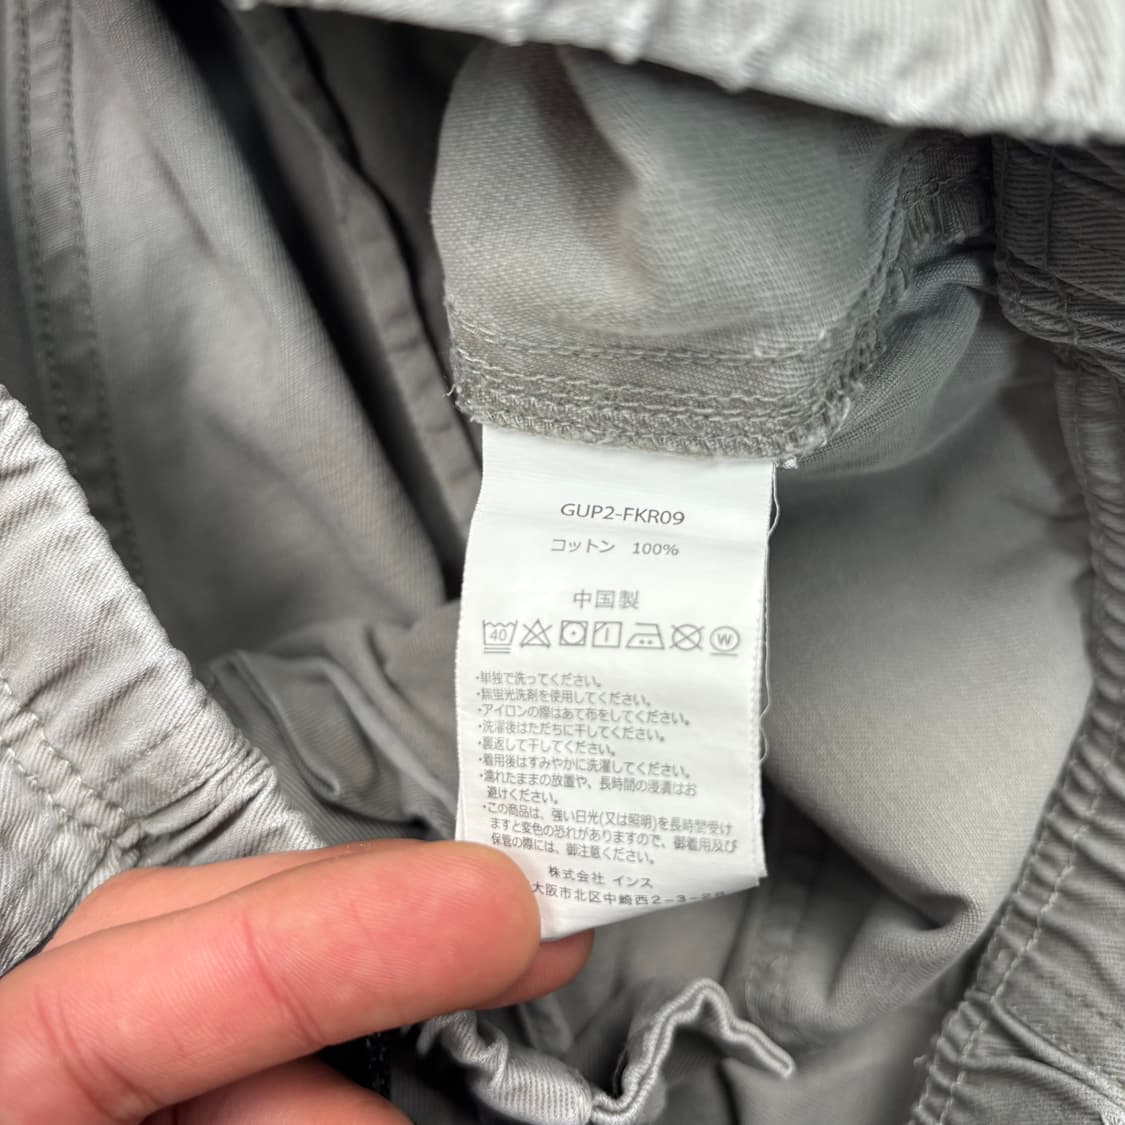 GUP2-FKR09
コットン 100%
中国製
40 W
・単独で洗ってください。
・無蛍光洗剤を使用してください。
・アイロンの際はあて布をしてください。
・洗濯後はただちに干してください。
・裏返して干してください。
・着用後はすみやかに洗濯してください。
・濡れたままの放置や、長時間の浸漬はお
避けください。
・この商品は、強い日光(又は照明)を長時間受け
ますと変色の恐れがありますので、御着用及び
保管の際には、御注意ください。
株式会社 インス
大阪市北区中崎西2-3-